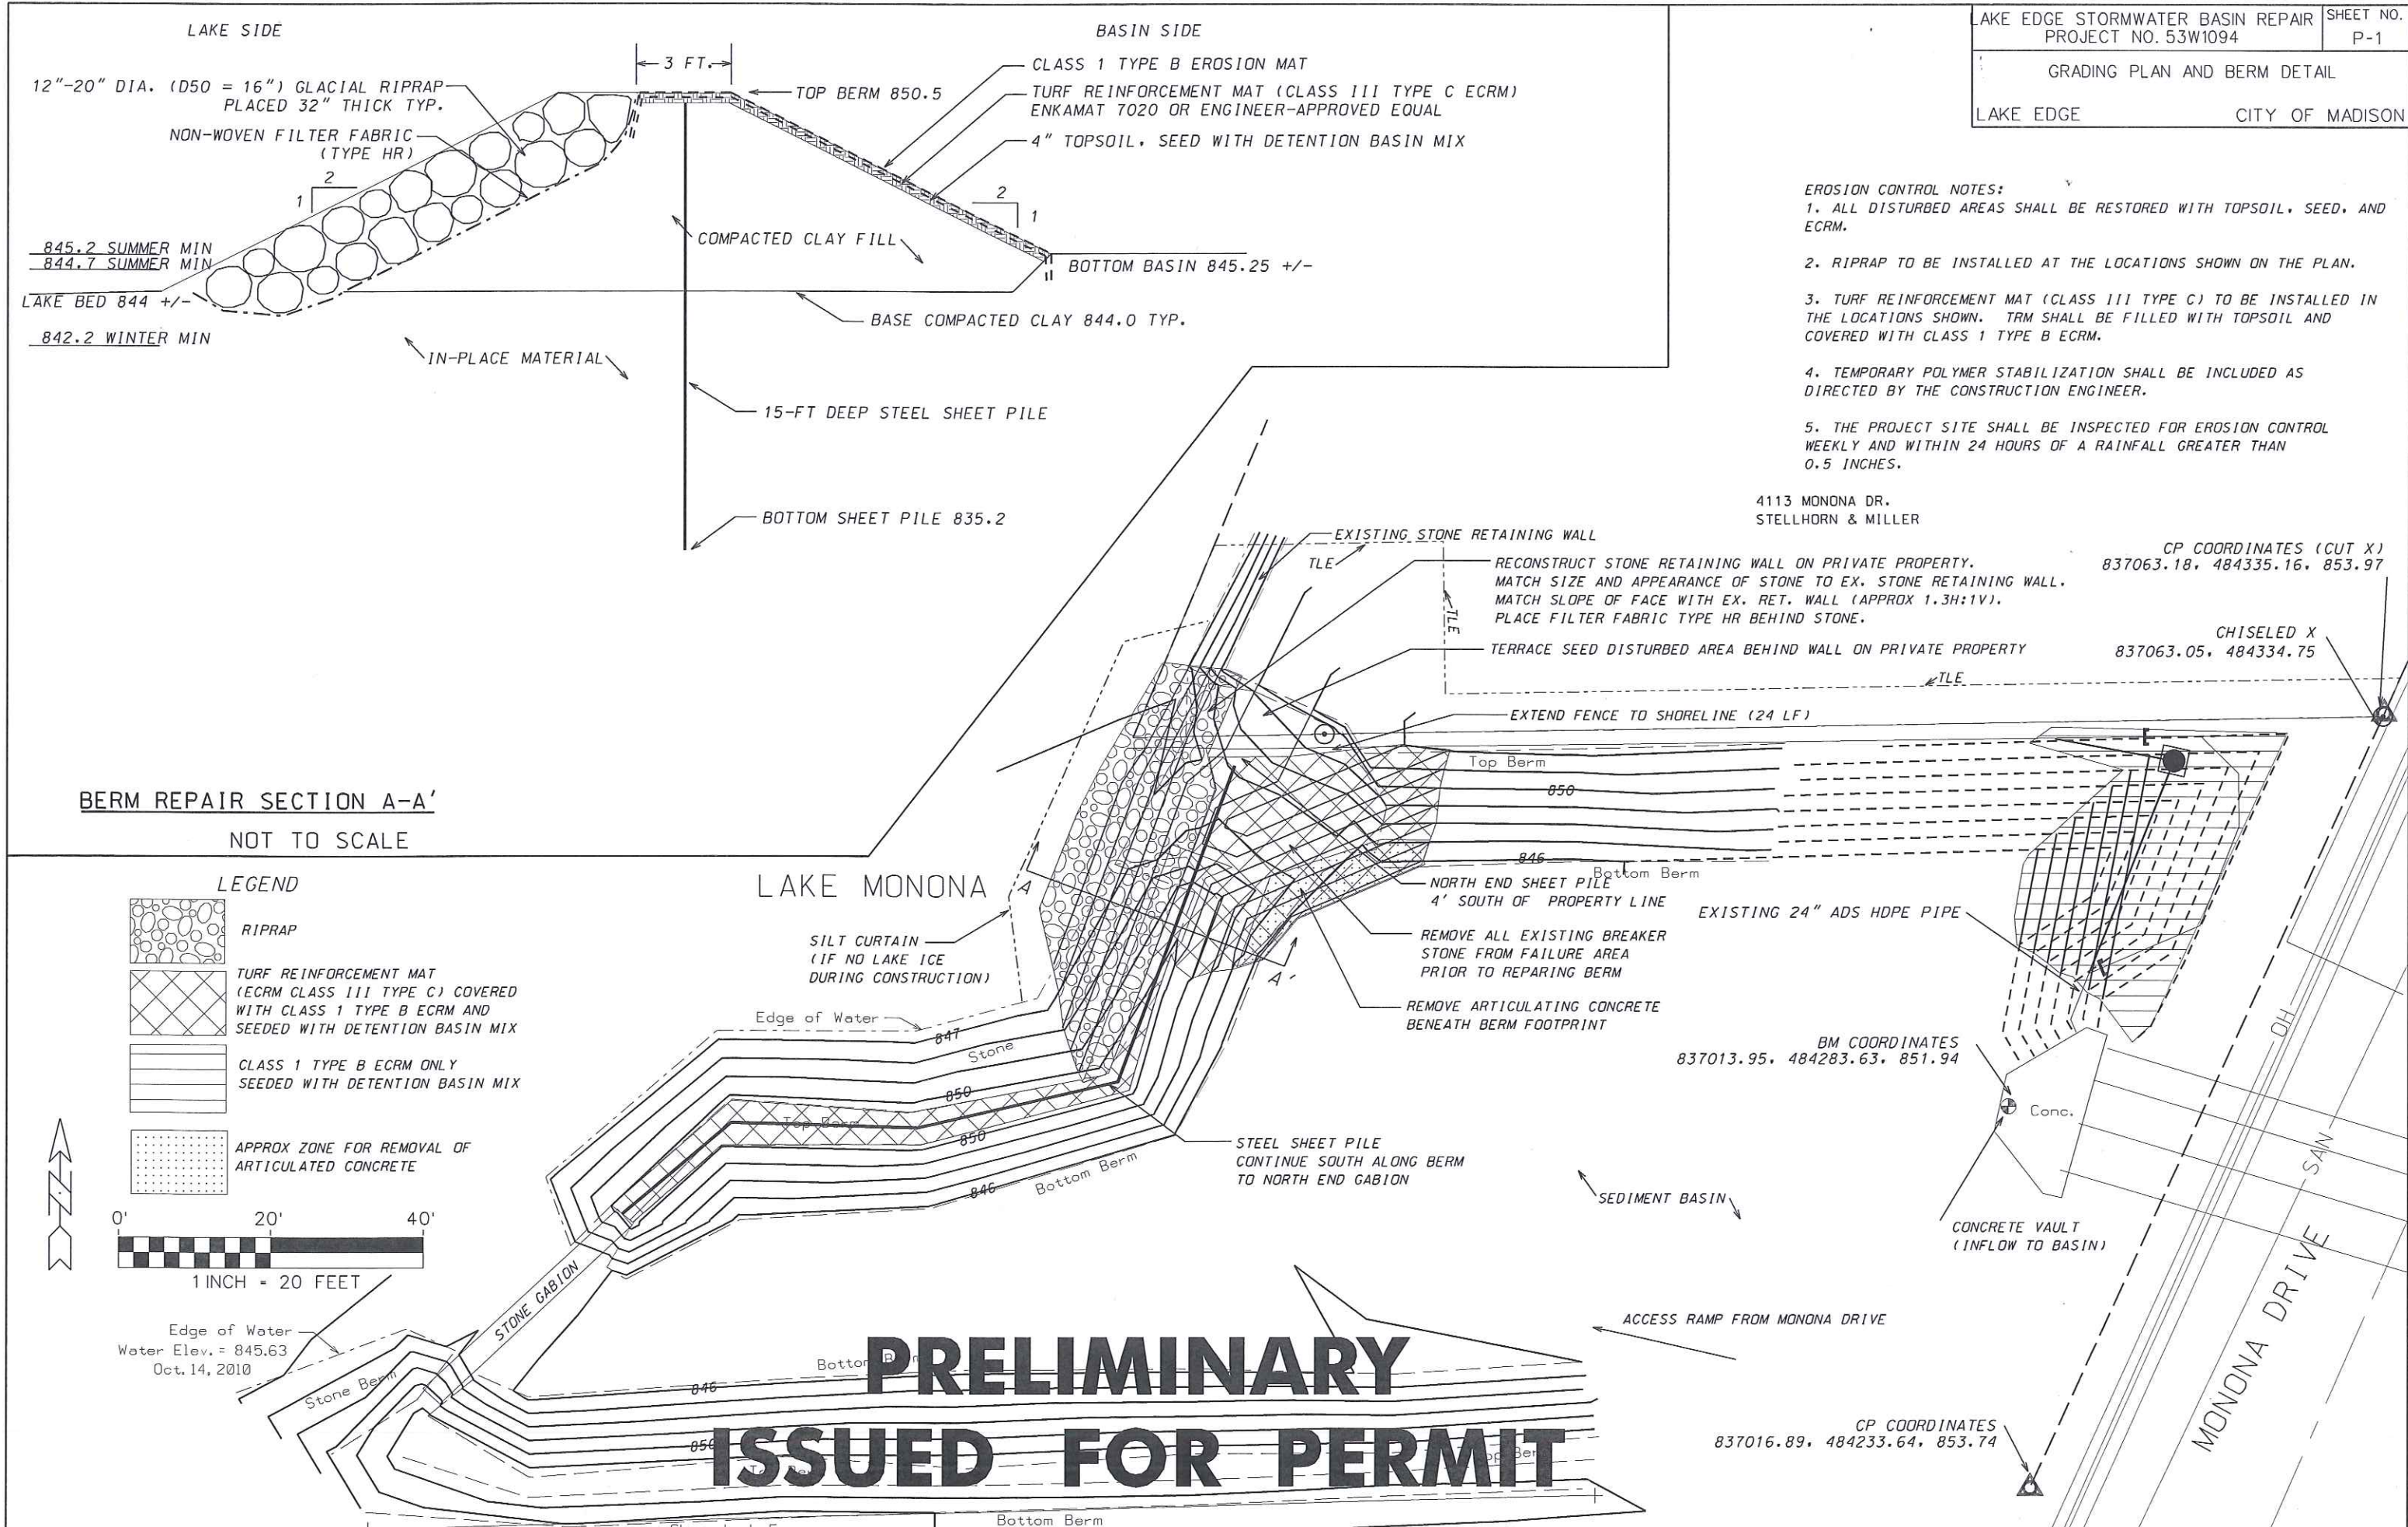 LAKE EDGE STORMWATER BASIN REPAIR
PROJECT NO. 53W1094
SHEET NO.
P-1
GRADING PLAN AND BERM DETAIL
LAKE EDGE
CITY OF MADISON
LAKE SIDE
BASIN SIDE
3 FT.
12"-20" DIA. (D50 = 16") GLACIAL RIPRAP
PLACED 32" THICK TYP.
NON-WOVEN FILTER FABRIC
(TYPE HR)
TOP BERM 850.5
CLASS 1 TYPE B EROSION MAT
TURF REINFORCEMENT MAT (CLASS III TYPE C ECRM)
ENKAMAT 7020 OR ENGINEER-APPROVED EQUAL
4" TOPSOIL, SEED WITH DETENTION BASIN MIX
2
1
2
1
COMPACTED CLAY FILL
845.2 SUMMER MIN
844.7 SUMMER MIN
LAKE BED 844 +/-
842.2 WINTER MIN
BOTTOM BASIN 845.25 +/-
BASE COMPACTED CLAY 844.0 TYP.
IN-PLACE MATERIAL
15-FT DEEP STEEL SHEET PILE
BOTTOM SHEET PILE 835.2
BERM REPAIR SECTION A-A'
NOT TO SCALE
EROSION CONTROL NOTES:
1. ALL DISTURBED AREAS SHALL BE RESTORED WITH TOPSOIL, SEED, AND
ECRM.
2. RIPRAP TO BE INSTALLED AT THE LOCATIONS SHOWN ON THE PLAN.
3. TURF REINFORCEMENT MAT (CLASS III TYPE C) TO BE INSTALLED IN
THE LOCATIONS SHOWN. TRM SHALL BE FILLED WITH TOPSOIL AND
COVERED WITH CLASS 1 TYPE B ECRM.
4. TEMPORARY POLYMER STABILIZATION SHALL BE INCLUDED AS
DIRECTED BY THE CONSTRUCTION ENGINEER.
5. THE PROJECT SITE SHALL BE INSPECTED FOR EROSION CONTROL
WEEKLY AND WITHIN 24 HOURS OF A RAINFALL GREATER THAN
0.5 INCHES.
4113 MONONA DR.
STELLHORN & MILLER
EXISTING STONE RETAINING WALL
TLE
TLE
TLE
RECONSTRUCT STONE RETAINING WALL ON PRIVATE PROPERTY.
MATCH SIZE AND APPEARANCE OF STONE TO EX. STONE RETAINING WALL.
MATCH SLOPE OF FACE WITH EX. RET. WALL (APPROX 1.3H:1V).
PLACE FILTER FABRIC TYPE HR BEHIND STONE.
CP COORDINATES (CUT X)
837063.18, 484335.16, 853.97
CHISELED X
837063.05, 484334.75
TERRACE SEED DISTURBED AREA BEHIND WALL ON PRIVATE PROPERTY
EXTEND FENCE TO SHORELINE (24 LF)
Top Berm
850
846
Bottom Berm
LEGEND
RIPRAP
TURF REINFORCEMENT MAT
(ECRM CLASS III TYPE C) COVERED
WITH CLASS 1 TYPE B ECRM AND
SEEDED WITH DETENTION BASIN MIX
CLASS 1 TYPE B ECRM ONLY
SEEDED WITH DETENTION BASIN MIX
APPROX ZONE FOR REMOVAL OF
ARTICULATED CONCRETE
N
0' 20' 40'
1 INCH = 20 FEET
LAKE MONONA
A
A'
SILT CURTAIN
(IF NO LAKE ICE
DURING CONSTRUCTION)
NORTH END SHEET PILE
4' SOUTH OF PROPERTY LINE
REMOVE ALL EXISTING BREAKER
STONE FROM FAILURE AREA
PRIOR TO REPARING BERM
REMOVE ARTICULATING CONCRETE
BENEATH BERM FOOTPRINT
EXISTING 24" ADS HDPE PIPE
BM COORDINATES
837013.95, 484283.63, 851.94
Conc.
OH
SAN
Edge of Water
847
Stone
850
Top Berm
850
846
Bottom Berm
STEEL SHEET PILE
CONTINUE SOUTH ALONG BERM
TO NORTH END GABION
SEDIMENT BASIN
CONCRETE VAULT
(INFLOW TO BASIN)
MONONA DRIVE
STONE GABION
Edge of Water
Water Elev. = 845.63
Oct. 14, 2010
Stone Berm
ACCESS RAMP FROM MONONA DRIVE
Bottom Berm
846
850
PRELIMINARY
ISSUED FOR PERMIT
CP COORDINATES
837016.89, 484233.64, 853.74
Bottom Berm